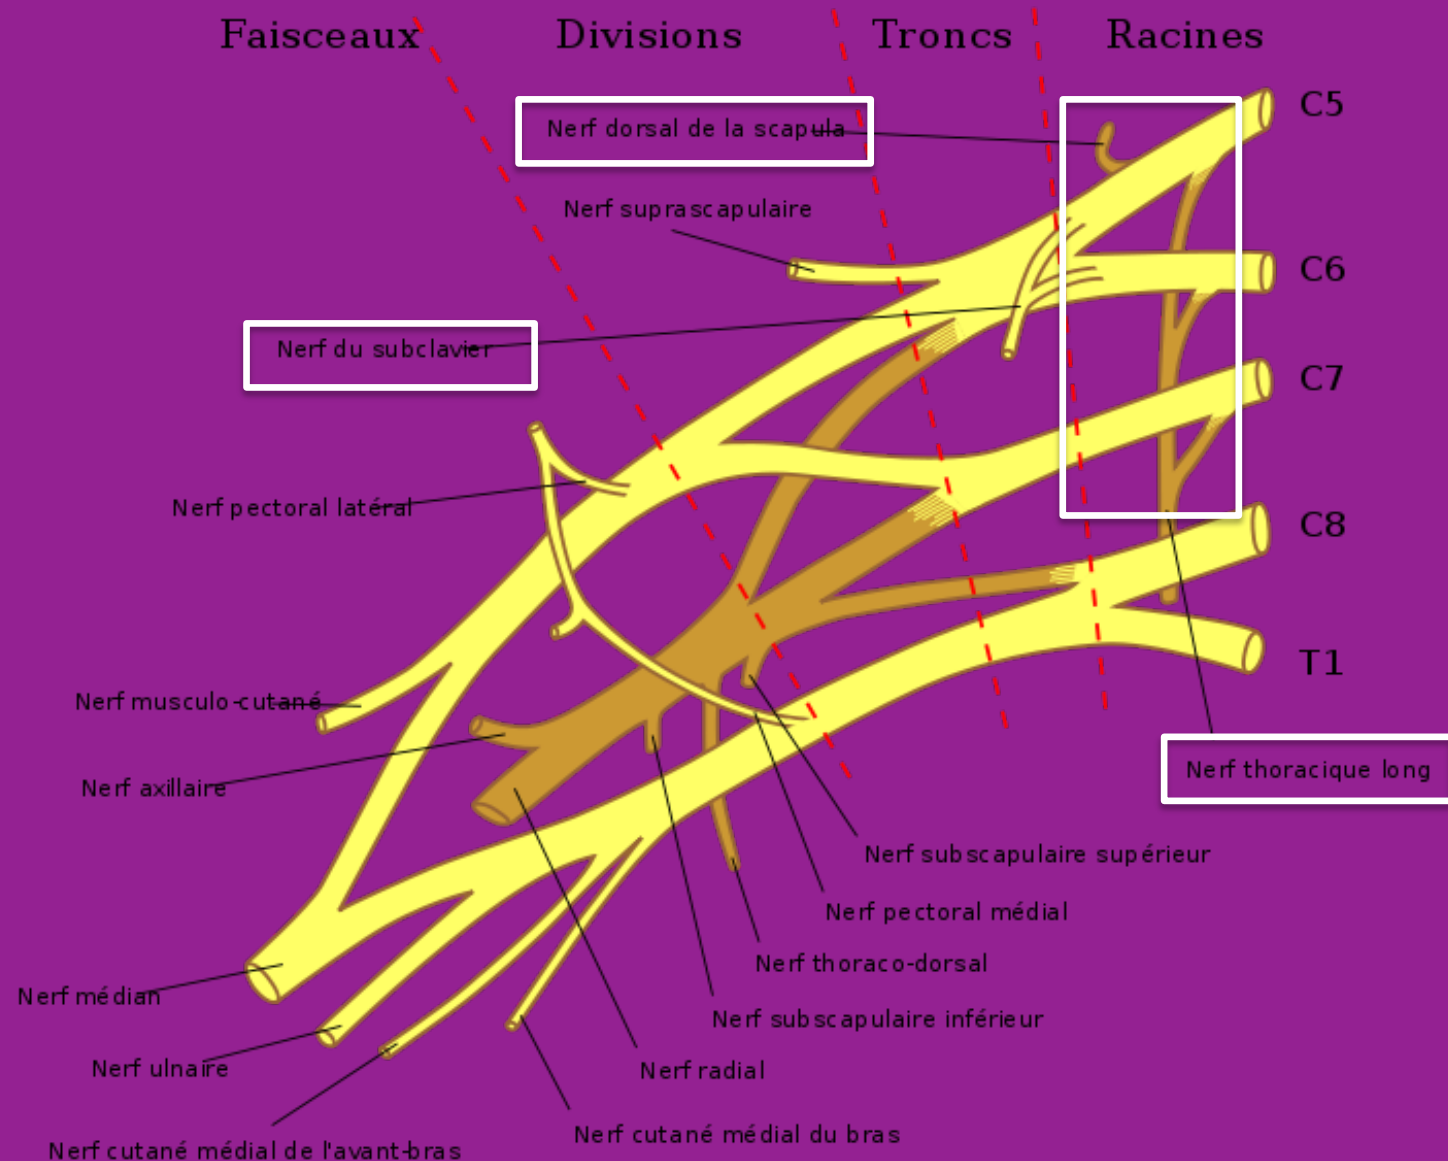 Faisceaux
Divisions
Troncs
Racines
C5
Nerf dorsal de la scapula
Nerf suprascapulaire
C6
Nerf du subclavier
C7
Nerf pectoral latéral
C8
T1
Nerf musculo-cutané
Nerf axillaire
Nerf thoracique long
Nerf subscapulaire supérieur
Nerf pectoral médial
Nerf thoraco-dorsal
Nerf médian
Nerf subscapulaire inférieur
Nerf ulnaire
Nerf radial
Nerf cutané médial du bras
Nerf cutané médial de l'avant-bras